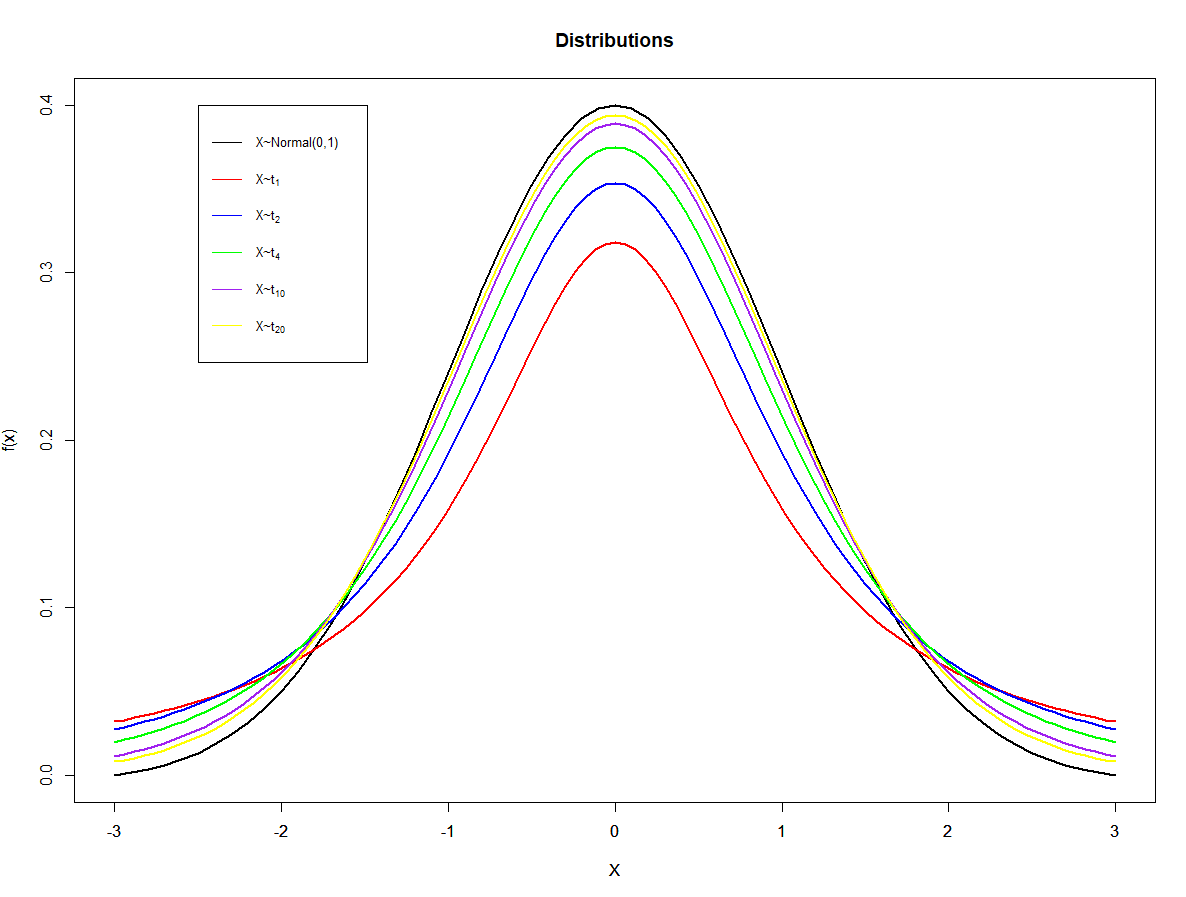 Distributions
X~Normal(0,1)
X~t₁
X~t₂
X~t₄
X~t₁₀
X~t₂₀
f(x)
0.4
0.3
0.2
0.1
0.0
-3 -2 -1 0 1 2 3
X